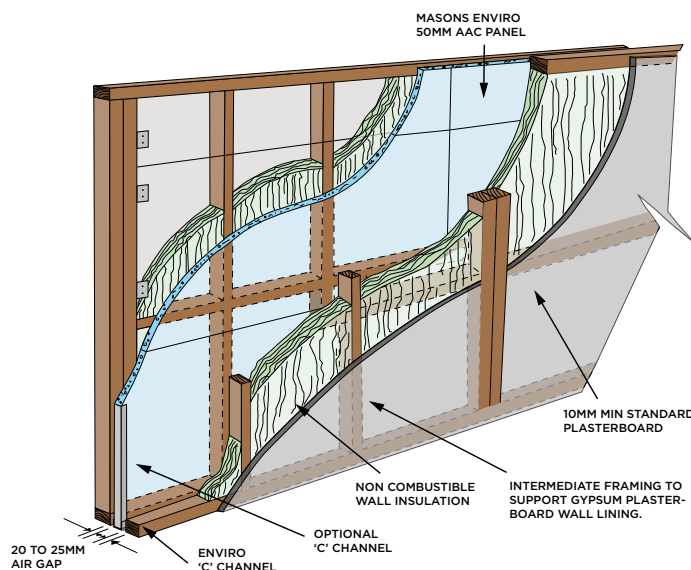 MASONS ENVIRO
50MM AAC PANEL
10MM MIN STANDARD
PLASTERBOARD
NON COMBUSTIBLE
WALL INSULATION
INTERMEDIATE FRAMING TO
SUPPORT GYPSUM PLASTER-
BOARD WALL LINING.
OPTIONAL
'C' CHANNEL
ENVIRO
'C' CHANNEL
20 TO 25MM
AIR GAP